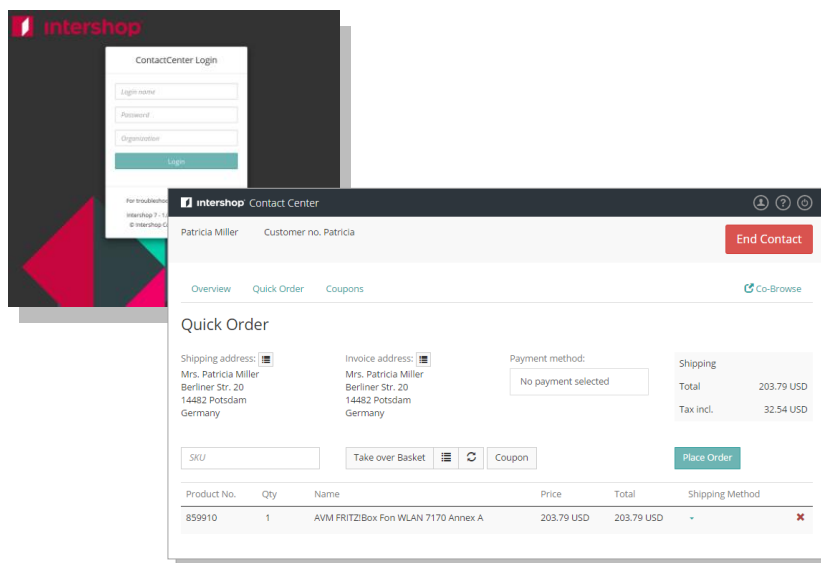 intershop
ContactCenter Login
Login name
Password
Organization
Login
For troubleshoo
Intershop 7 - 1.
© Intershop C
intershop Contact Center
Patricia Miller Customer no. Patricia
End Contact
Overview Quick Order Coupons Co-Browse
Quick Order
Shipping address: Invoice address: Payment method:
Mrs. Patricia Miller Mrs. Patricia Miller No payment selected
Berliner Str. 20 Berliner Str. 20
14482 Potsdam 14482 Potsdam
Germany Germany
Shipping
Total 203.79 USD
Tax incl. 32.54 USD
SKU Take over Basket Coupon Place Order
Product No. Qty Name Price Total Shipping Method
859910 1 AVM FRITZ!Box Fon WLAN 7170 Annex A 203.79 USD 203.79 USD